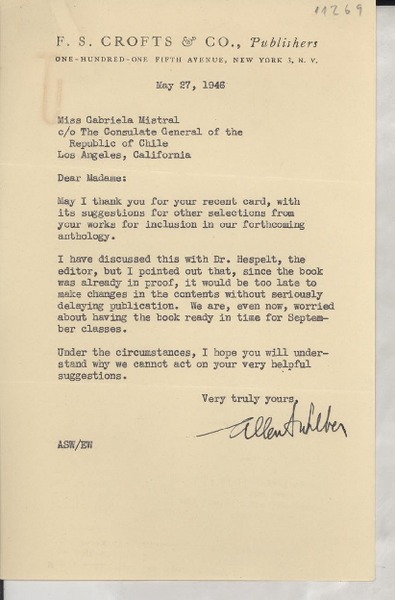 11269
F. S. CROFTS & CO., Publishers
ONE-HUNDRED-ONE FIFTH AVENUE, NEW YORK 3, N. Y.
May 27, 1946
Miss Gabriela Mistral
c/o The Consulate General of the
Republic of Chile
Los Angeles, California
Dear Madame:
May I thank you for your recent card, with
its suggestions for other selections from
your works for inclusion in our forthcoming
anthology.
I have discussed this with Dr. Hespelt, the
editor, but I pointed out that, since the book
was already in proof, it would be too late to
make changes in the contents without seriously
delaying publication. We are, even now, worried
about having the book ready in time for Septem-
ber classes.
Under the circumstances, I hope you will under-
stand why we cannot act on your very helpful
suggestions.
Very truly yours,
Allen
ASW/EW